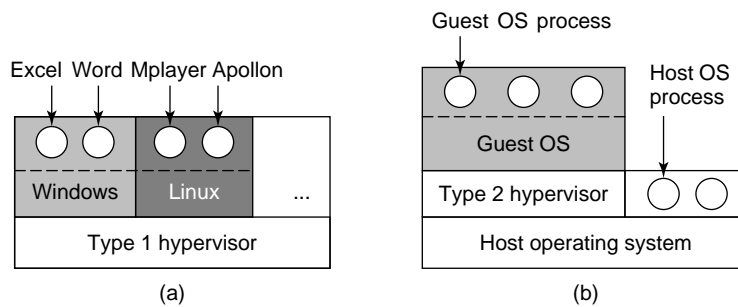 Excel Word Mplayer Apollon
Windows
Linux
...
Type 1 hypervisor
(a)
Guest OS process
Host OS
process
Guest OS
Type 2 hypervisor
Host operating system
(b)